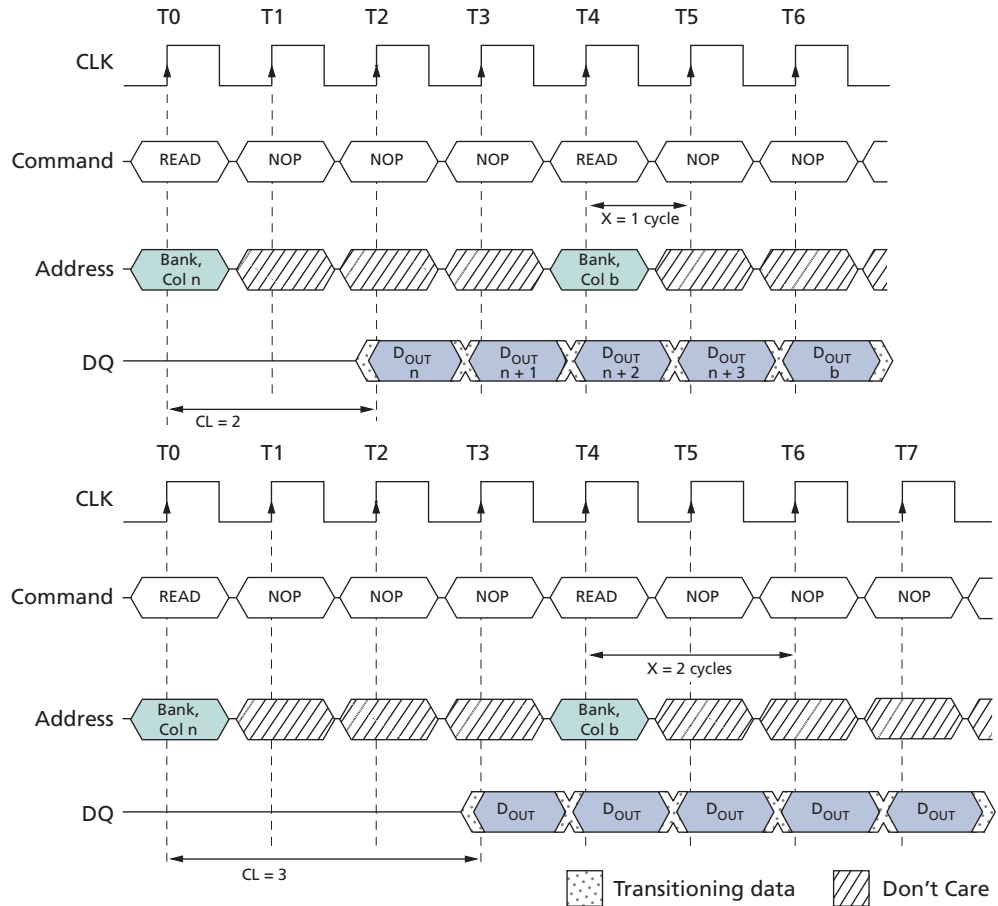 T0 T1 T2 T3 T4 T5 T6
CLK
Command READ NOP NOP NOP READ NOP NOP
X = 1 cycle
Address Bank, Col n Bank, Col b
DQ DOUT n DOUT n + 1 DOUT n + 2 DOUT n + 3 DOUT b
CL = 2
T0 T1 T2 T3 T4 T5 T6 T7
CLK
Command READ NOP NOP NOP READ NOP NOP NOP
X = 2 cycles
Address Bank, Col n Bank, Col b
DQ DOUT DOUT DOUT DOUT DOUT
CL = 3
Transitioning data Don't Care